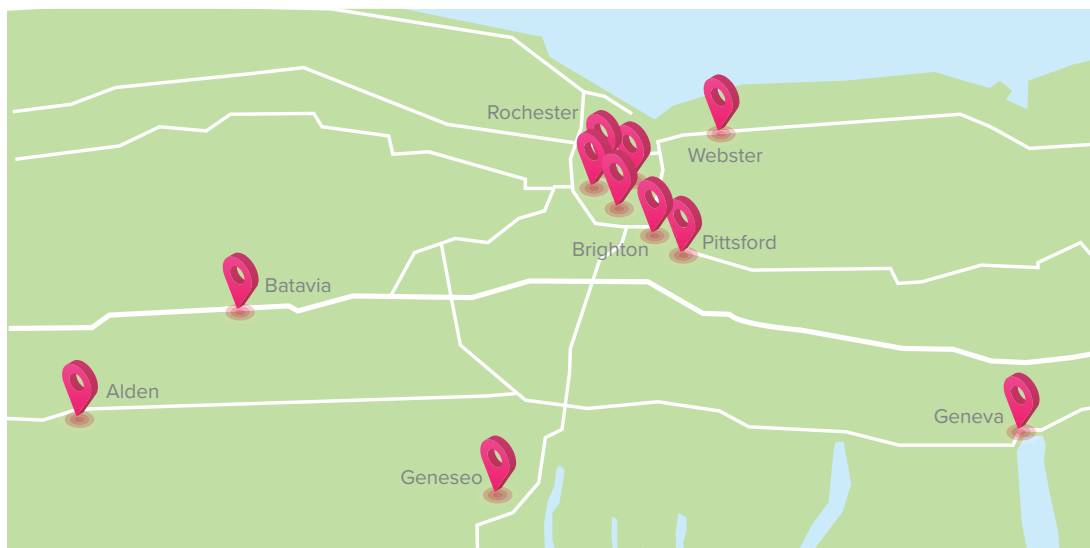 Rochester
Webster
Brighton
Pittsford
Batavia
Alden
Geneva
Geneseo